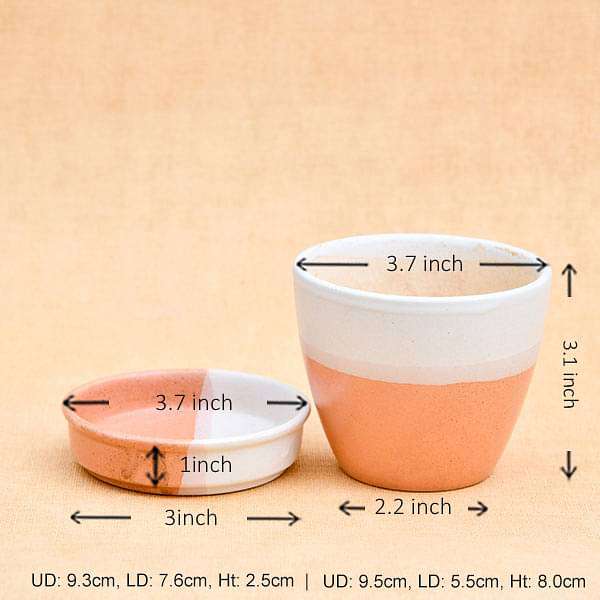 3.7 inch
3.1 inch
3.7 inch
1inch
2.2 inch
3inch
UD: 9.3cm, LD: 7.6cm, Ht: 2.5cm | UD: 9.5cm, LD: 5.5cm, Ht: 8.0cm